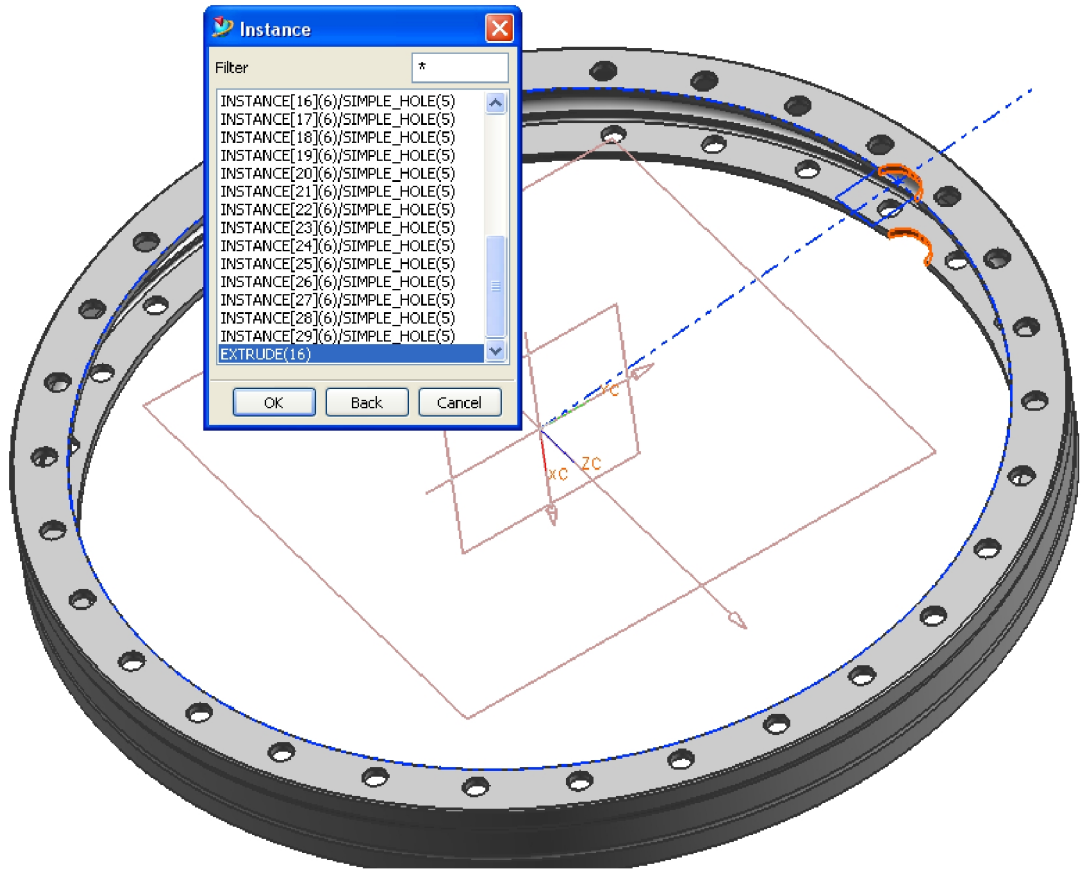 Instance
Filter
*
INSTANCE[16](6)/SIMPLE_HOLE(5)
INSTANCE[17](6)/SIMPLE_HOLE(5)
INSTANCE[18](6)/SIMPLE_HOLE(5)
INSTANCE[19](6)/SIMPLE_HOLE(5)
INSTANCE[20](6)/SIMPLE_HOLE(5)
INSTANCE[21](6)/SIMPLE_HOLE(5)
INSTANCE[22](6)/SIMPLE_HOLE(5)
INSTANCE[23](6)/SIMPLE_HOLE(5)
INSTANCE[24](6)/SIMPLE_HOLE(5)
INSTANCE[25](6)/SIMPLE_HOLE(5)
INSTANCE[26](6)/SIMPLE_HOLE(5)
INSTANCE[27](6)/SIMPLE_HOLE(5)
INSTANCE[28](6)/SIMPLE_HOLE(5)
INSTANCE[29](6)/SIMPLE_HOLE(5)
EXTRUDE(16)
OK Back Cancel
ZC
XC